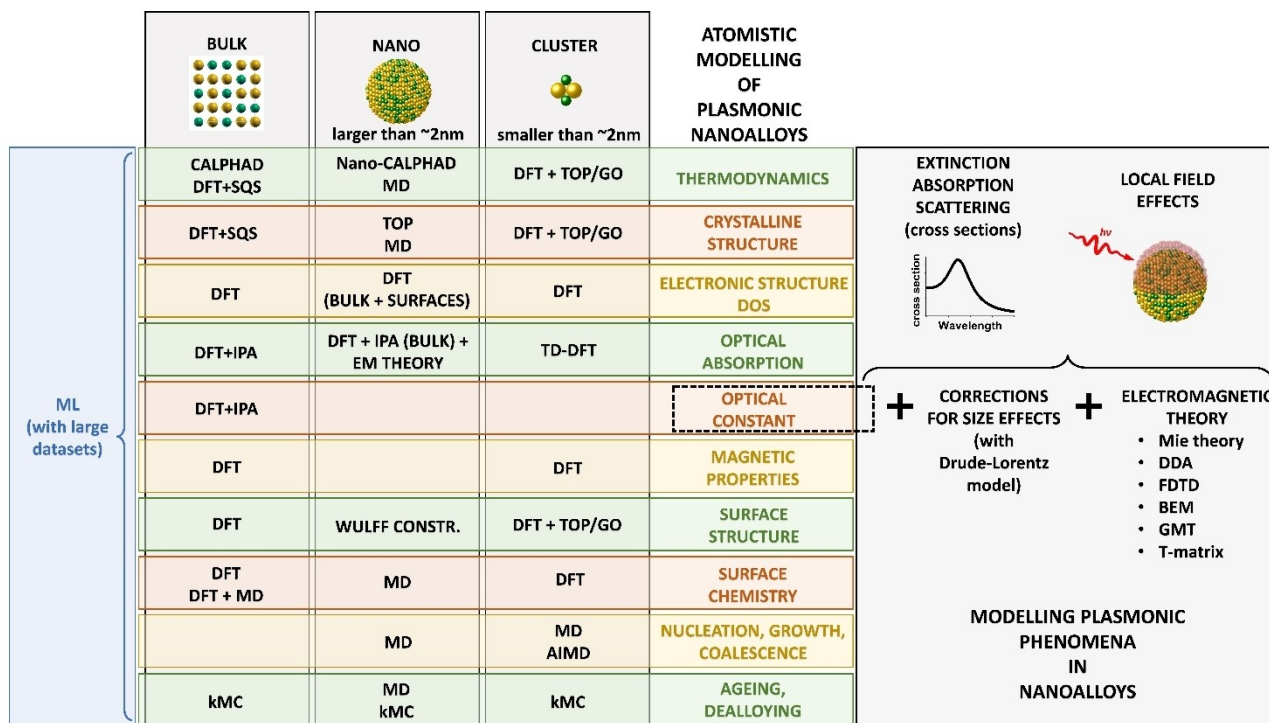 BULK
NANO
larger than ~2nm
CLUSTER
smaller than ~2nm
ATOMISTIC
MODELLING
OF
PLASMONIC
NANOALLOYS
ML
(with large
datasets)
CALPHAD
DFT+SQS
Nano-CALPHAD
MD
DFT + TOP/GO
THERMODYNAMICS
DFT+SQS
TOP
MD
DFT + TOP/GO
CRYSTALLINE
STRUCTURE
DFT
DFT
(BULK + SURFACES)
DFT
ELECTRONIC STRUCTURE
DOS
DFT+IPA
DFT + IPA (BULK) +
EM THEORY
TD-DFT
OPTICAL
ABSORPTION
DFT+IPA
OPTICAL
CONSTANT
DFT
DFT
MAGNETIC
PROPERTIES
DFT
WULFF CONSTR.
DFT + TOP/GO
SURFACE
STRUCTURE
DFT
DFT + MD
MD
DFT
SURFACE
CHEMISTRY
MD
MD
AIMD
NUCLEATION, GROWTH,
COALESCENCE
kMC
MD
kMC
kMC
AGEING,
DEALLOYING
EXTINCTION
ABSORPTION
SCATTERING
(cross sections)
cross section
Wavelength
LOCAL FIELD
EFFECTS
hν
+
CORRECTIONS
FOR SIZE EFFECTS
(with
Drude-Lorentz
model)
+
ELECTROMAGNETIC
THEORY
• Mie theory
• DDA
• FDTD
• BEM
• GMT
• T-matrix
MODELLING PLASMONIC
PHENOMENA
IN
NANOALLOYS